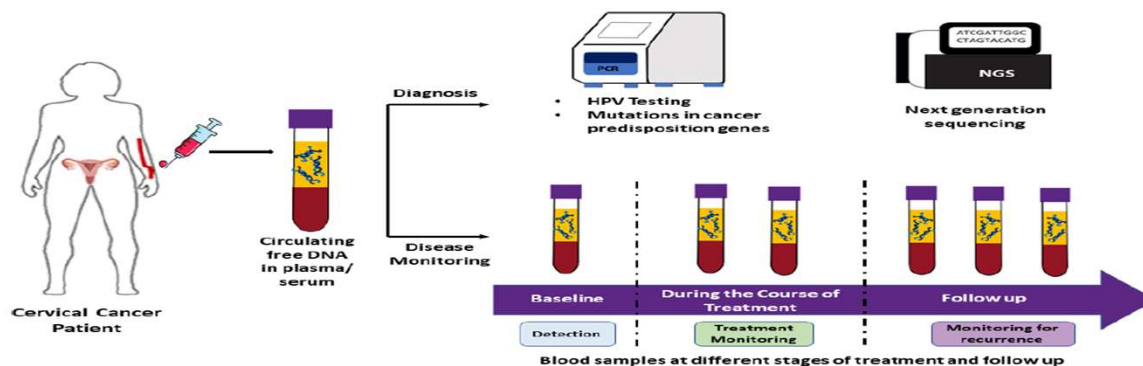 ATCGATTGGC
CTAGTACATG
PCR
NGS
Diagnosis
• HPV Testing
• Mutations in cancer
predisposition genes
Next generation
sequencing
Circulating
free DNA
in plasma/
serum
Disease
Monitoring
Cervical Cancer
Patient
Baseline
During the Course of
Treatment
Follow up
Detection
Treatment
Monitoring
Monitoring for
recurrence
Blood samples at different stages of treatment and follow up